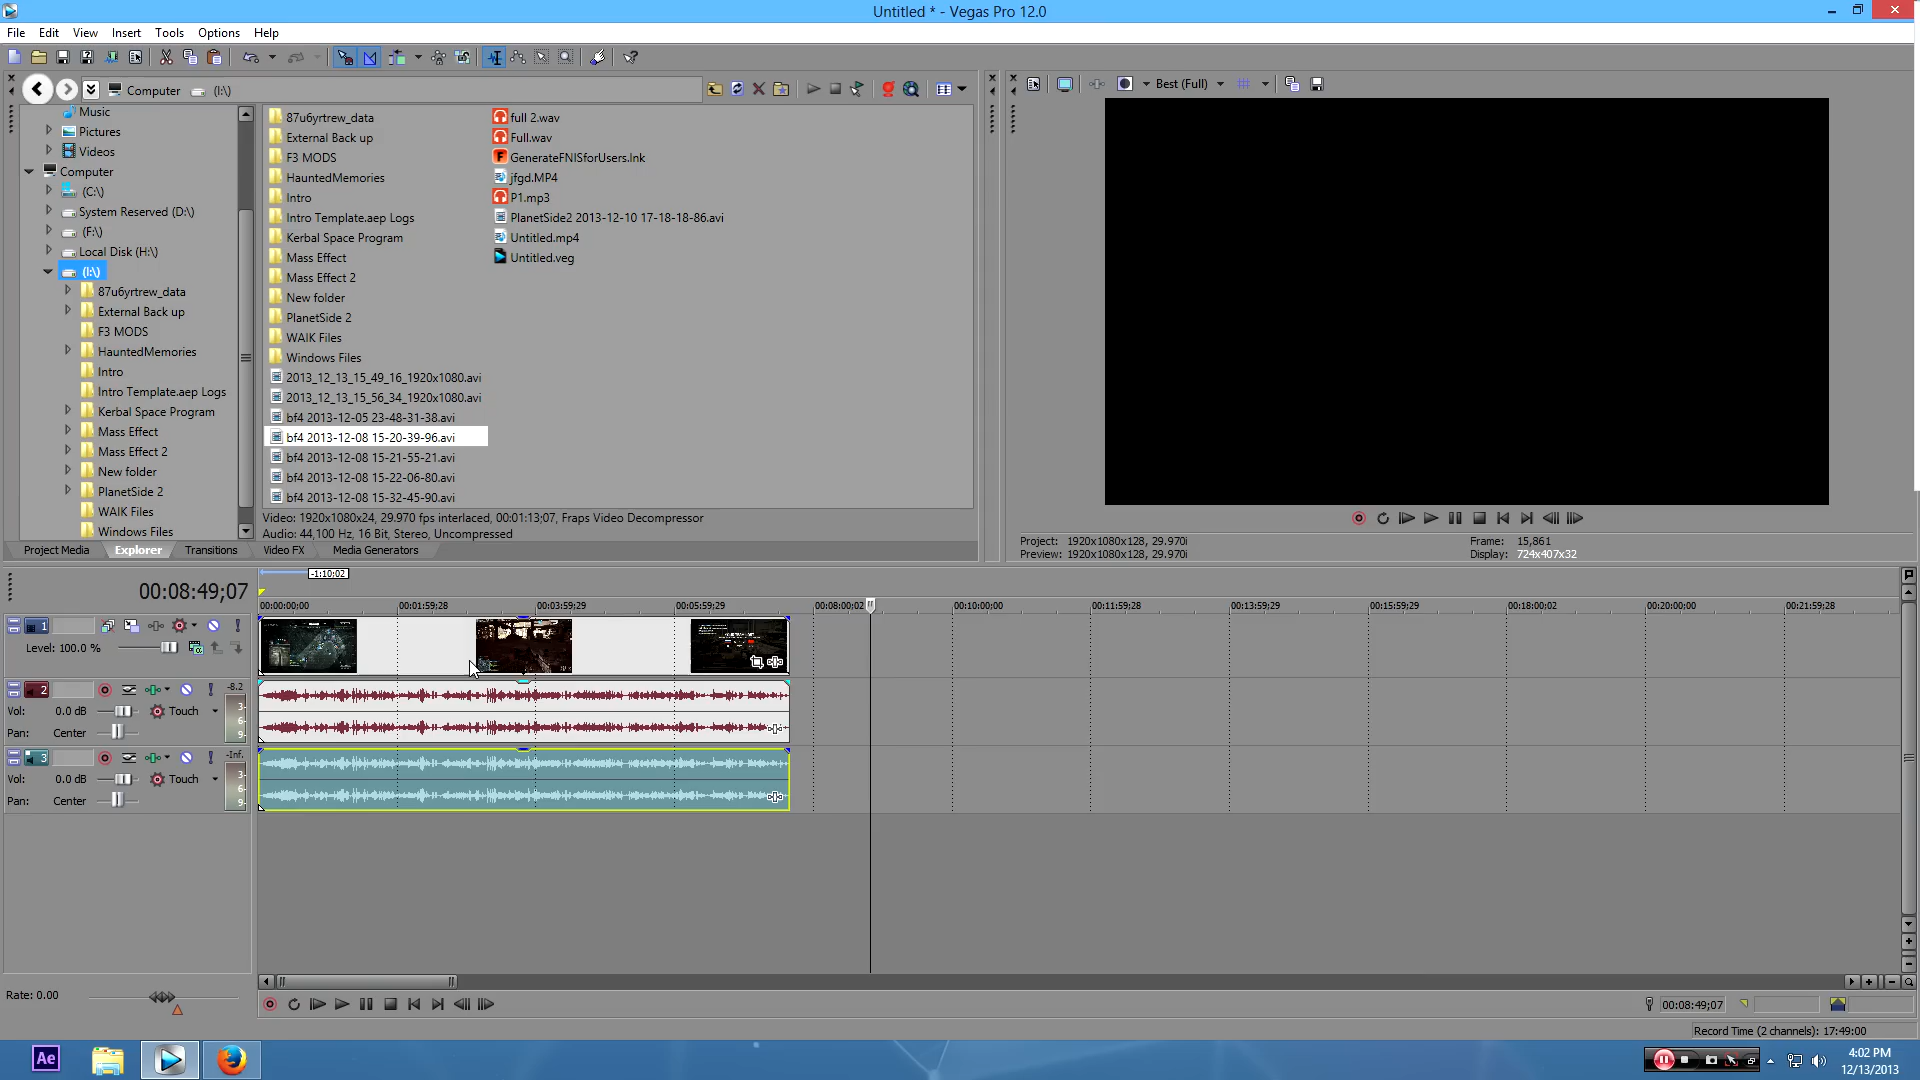 Untitled * - Vegas Pro 12.0
File Edit View Insert Tools Options Help
Computer (I:\)
Best (Full)
Music
Pictures
Videos
Computer
(C:\)
System Reserved (D:\)
(F:\)
Local Disk (H:\)
(I:\)
87u6yrtrew_data
External Back up
F3 MODS
HauntedMemories
Intro
Intro Template.aep Logs
Kerbal Space Program
Mass Effect
Mass Effect 2
New folder
PlanetSide 2
WAIK Files
Windows Files
87u6yrtrew_data
External Back up
F3 MODS
HauntedMemories
Intro
Intro Template.aep Logs
Kerbal Space Program
Mass Effect
Mass Effect 2
New folder
PlanetSide 2
WAIK Files
Windows Files
2013_12_13_15_49_16_1920x1080.avi
2013_12_13_15_56_34_1920x1080.avi
bf4 2013-12-05 23-48-31-38.avi
bf4 2013-12-08 15-20-39-96.avi
bf4 2013-12-08 15-21-55-21.avi
bf4 2013-12-08 15-22-06-80.avi
bf4 2013-12-08 15-32-45-90.avi
full 2.wav
Full.wav
GenerateFNISforUsers.lnk
jfgd.MP4
P1.mp3
PlanetSide2 2013-12-10 17-18-18-86.avi
Untitled.mp4
Untitled.veg
Video: 1920x1080x24, 29.970 fps interlaced, 00:01:13;07, Fraps Video Decompressor
Audio: 44,100 Hz, 16 Bit, Stereo, Uncompressed
Project Media Explorer Transitions Video FX Media Generators
Project: 1920x1080x128, 29.970i
Preview: 1920x1080x128, 29.970i
Frame: 15,861
Display: 724x407x32
00:08:49;07
-1:10;02
00:00:00;00 00:01:59;28 00:03:59;29 00:05:59;29 00:08:00;02 00:10:00;00 00:11:59;28 00:13:59;29 00:15:59;29 00:18:00;02 00:20:00;00 00:21:59;28
1
Level: 100.0 %
2
-8.2
Vol: 0.0 dB Touch
Pan: Center
3-
6-
9-
3
-Inf.
Vol: 0.0 dB Touch
Pan: Center
3-
6-
9-
Rate: 0.00
00:08:49;07
Record Time (2 channels): 17:49:00
Ae
4:02 PM
12/13/2013